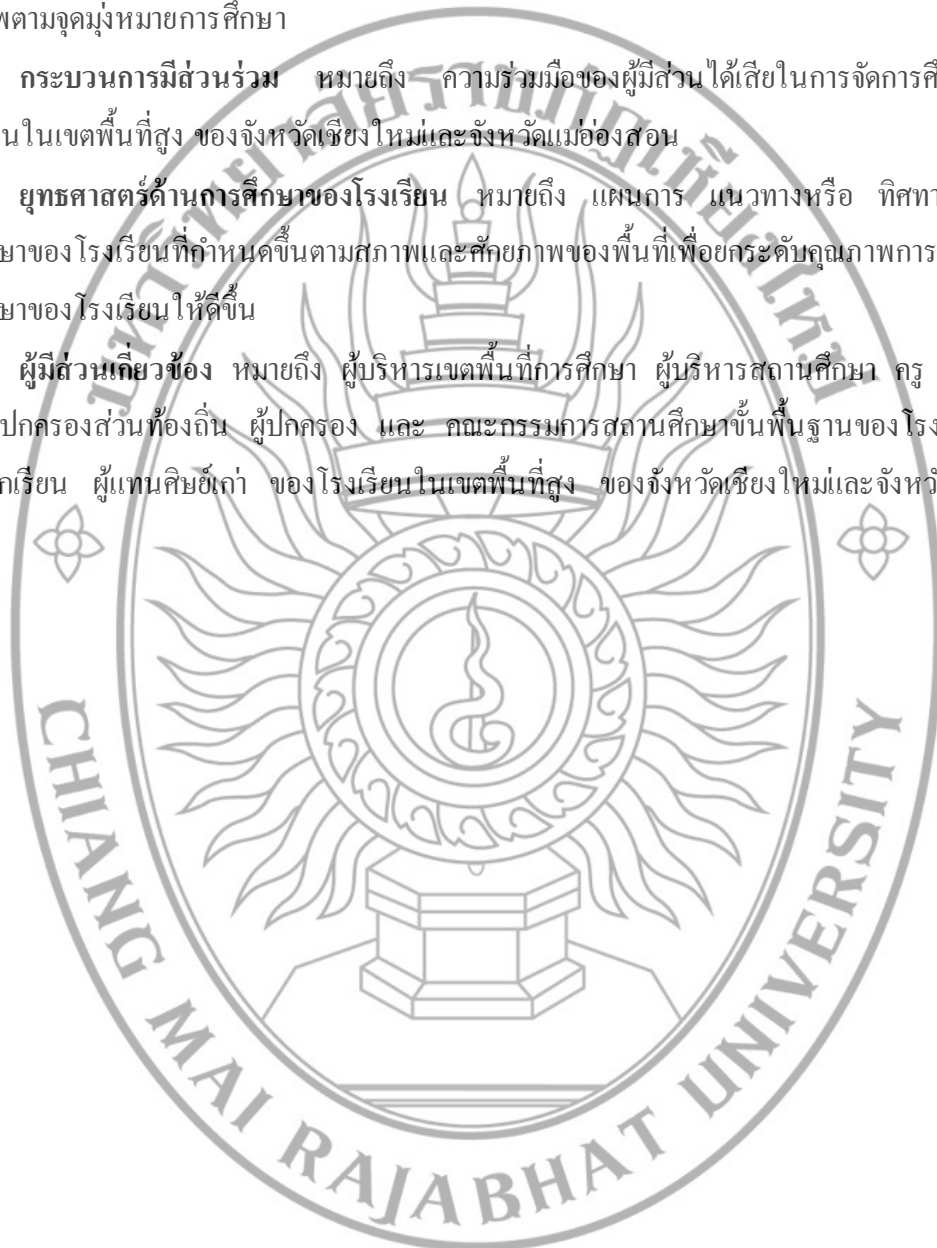 พตามจุดมุ่งหมายการศึกษา
กระบวนการมีส่วนร่วม หมายถึง ความร่วมมือของผู้มีส่วนได้เสียในการจัดการศึ
นในเขตพื้นที่สูง ของจังหวัดเชียงใหม่และจังหวัดแม่ฮ่องสอน
ยุทธศาสตร์ด้านการศึกษาของโรงเรียน หมายถึง แผนการ แนวทางหรือ ทิศทา
ษาของโรงเรียนที่กำหนดขึ้นตามสภาพและศักยภาพของพื้นที่เพื่อยกระดับคุณภาพการ
ษาของโรงเรียนให้ดีขึ้น
ผู้มีส่วนเกี่ยวข้อง หมายถึง ผู้บริหารเขตพื้นที่การศึกษา ผู้บริหารสถานศึกษา ครู
ปกครองส่วนท้องถิ่น ผู้ปกครอง และ คณะกรรมการสถานศึกษาขั้นพื้นฐานของโรง
กเรียน ผู้แทนศิษย์เก่า ของโรงเรียนในเขตพื้นที่สูง ของจังหวัดเชียงใหม่และจังหวั
มหาวิทยาลัยราชภัฏเชียงใหม่
CHIANG MAI RAJABHAT UNIVERSITY